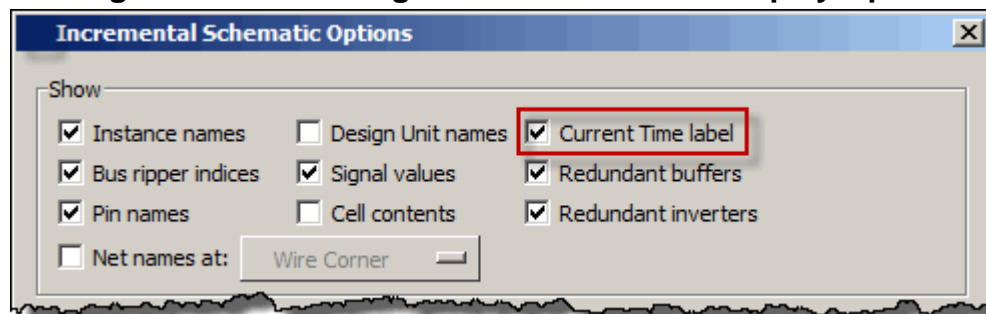 Incremental Schematic Options
Show
Instance names
Design Unit names
Current Time label
Bus ripper indices
Signal values
Redundant buffers
Pin names
Cell contents
Redundant inverters
Net names at:
Wire Corner